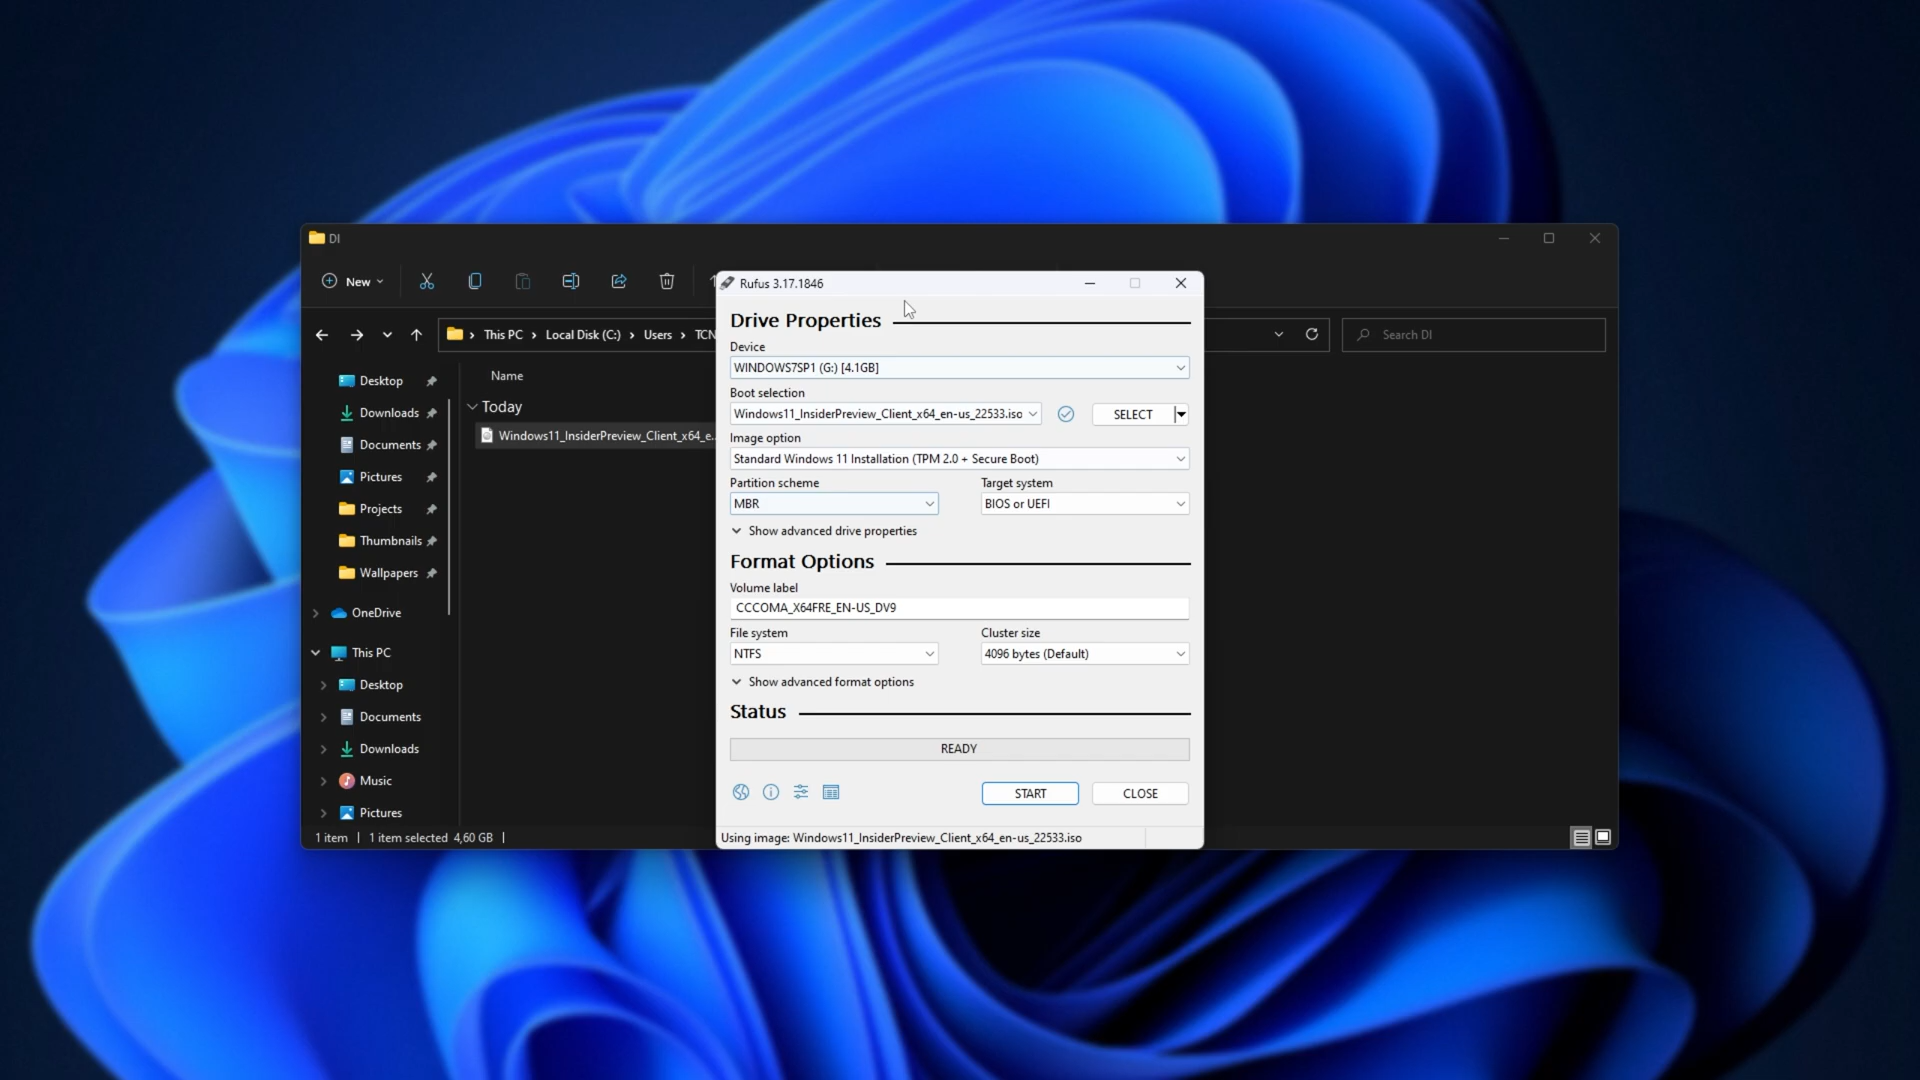 DI
New
This PC
Local Disk (C:)
Users
TCN
Search DI
Desktop
Downloads
Documents
Pictures
Projects
Thumbnails
Wallpapers
OneDrive
This PC
Desktop
Documents
Downloads
Music
Pictures
Name
Today
Windows11_InsiderPreview_Client_x64_e...
1 item
1 item selected 4,60 GB
Rufus 3.17.1846
Drive Properties
Device
WINDOWS7SP1 (G:) [4.1GB]
Boot selection
Windows11_InsiderPreview_Client_x64_en-us_22533.iso
SELECT
Image option
Standard Windows 11 Installation (TPM 2.0 + Secure Boot)
Partition scheme
Target system
MBR
BIOS or UEFI
Show advanced drive properties
Format Options
Volume label
CCCOMA_X64FRE_EN-US_DV9
File system
Cluster size
NTFS
4096 bytes (Default)
Show advanced format options
Status
READY
START
CLOSE
Using image: Windows11_InsiderPreview_Client_x64_en-us_22533.iso